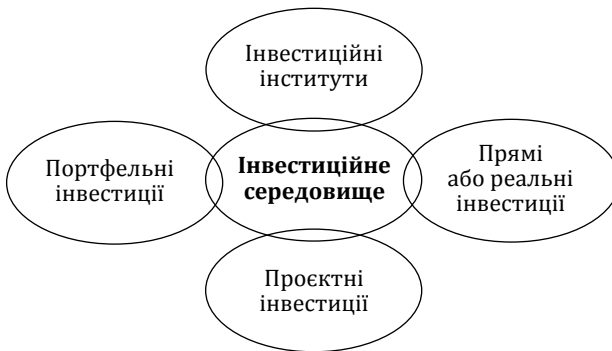 Інвестиційні
інститути
Портфельні
інвестиції
Інвестиційне
середовище
Прямі
або реальні
інвестиції
Проєктні
інвестиції